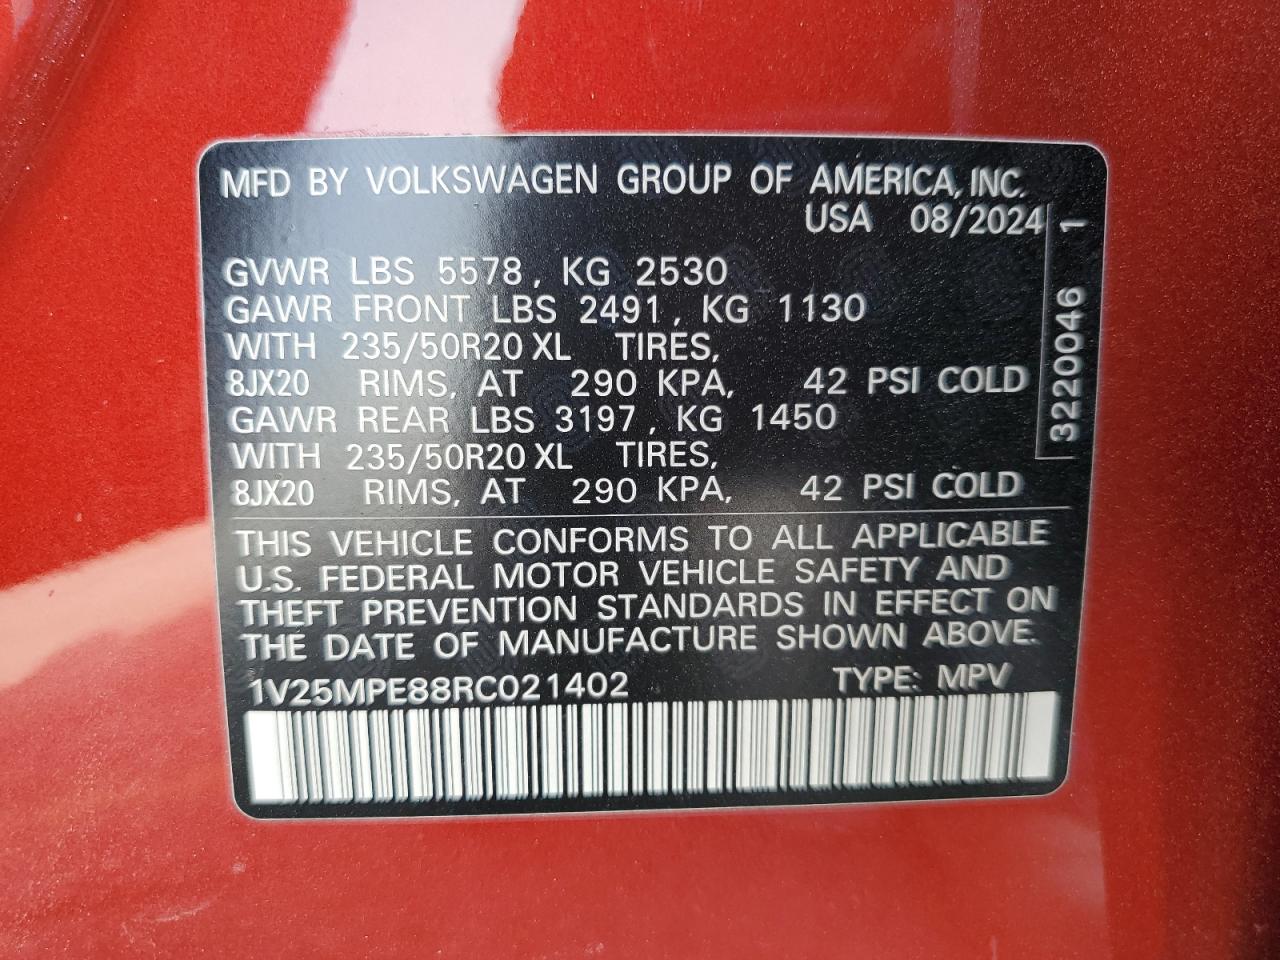 MFD BY VOLKSWAGEN GROUP OF AMERICA, INC.
USA 08/2024
GVWR LBS 5578, KG 2530
GAWR FRONT LBS 2491, KG 1130
WITH 235/50R20 XL TIRES,
8JX20 RIMS, AT 290 KPA, 42 PSI COLD
GAWR REAR LBS 3197, KG 1450
WITH 235/50R20 XL TIRES,
8JX20 RIMS, AT 290 KPA, 42 PSI COLD
3220046 1
THIS VEHICLE CONFORMS TO ALL APPLICABLE
U.S. FEDERAL MOTOR VEHICLE SAFETY AND
THEFT PREVENTION STANDARDS IN EFFECT ON
THE DATE OF MANUFACTURE SHOWN ABOVE.
1V25MPE88RC021402 TYPE: MPV